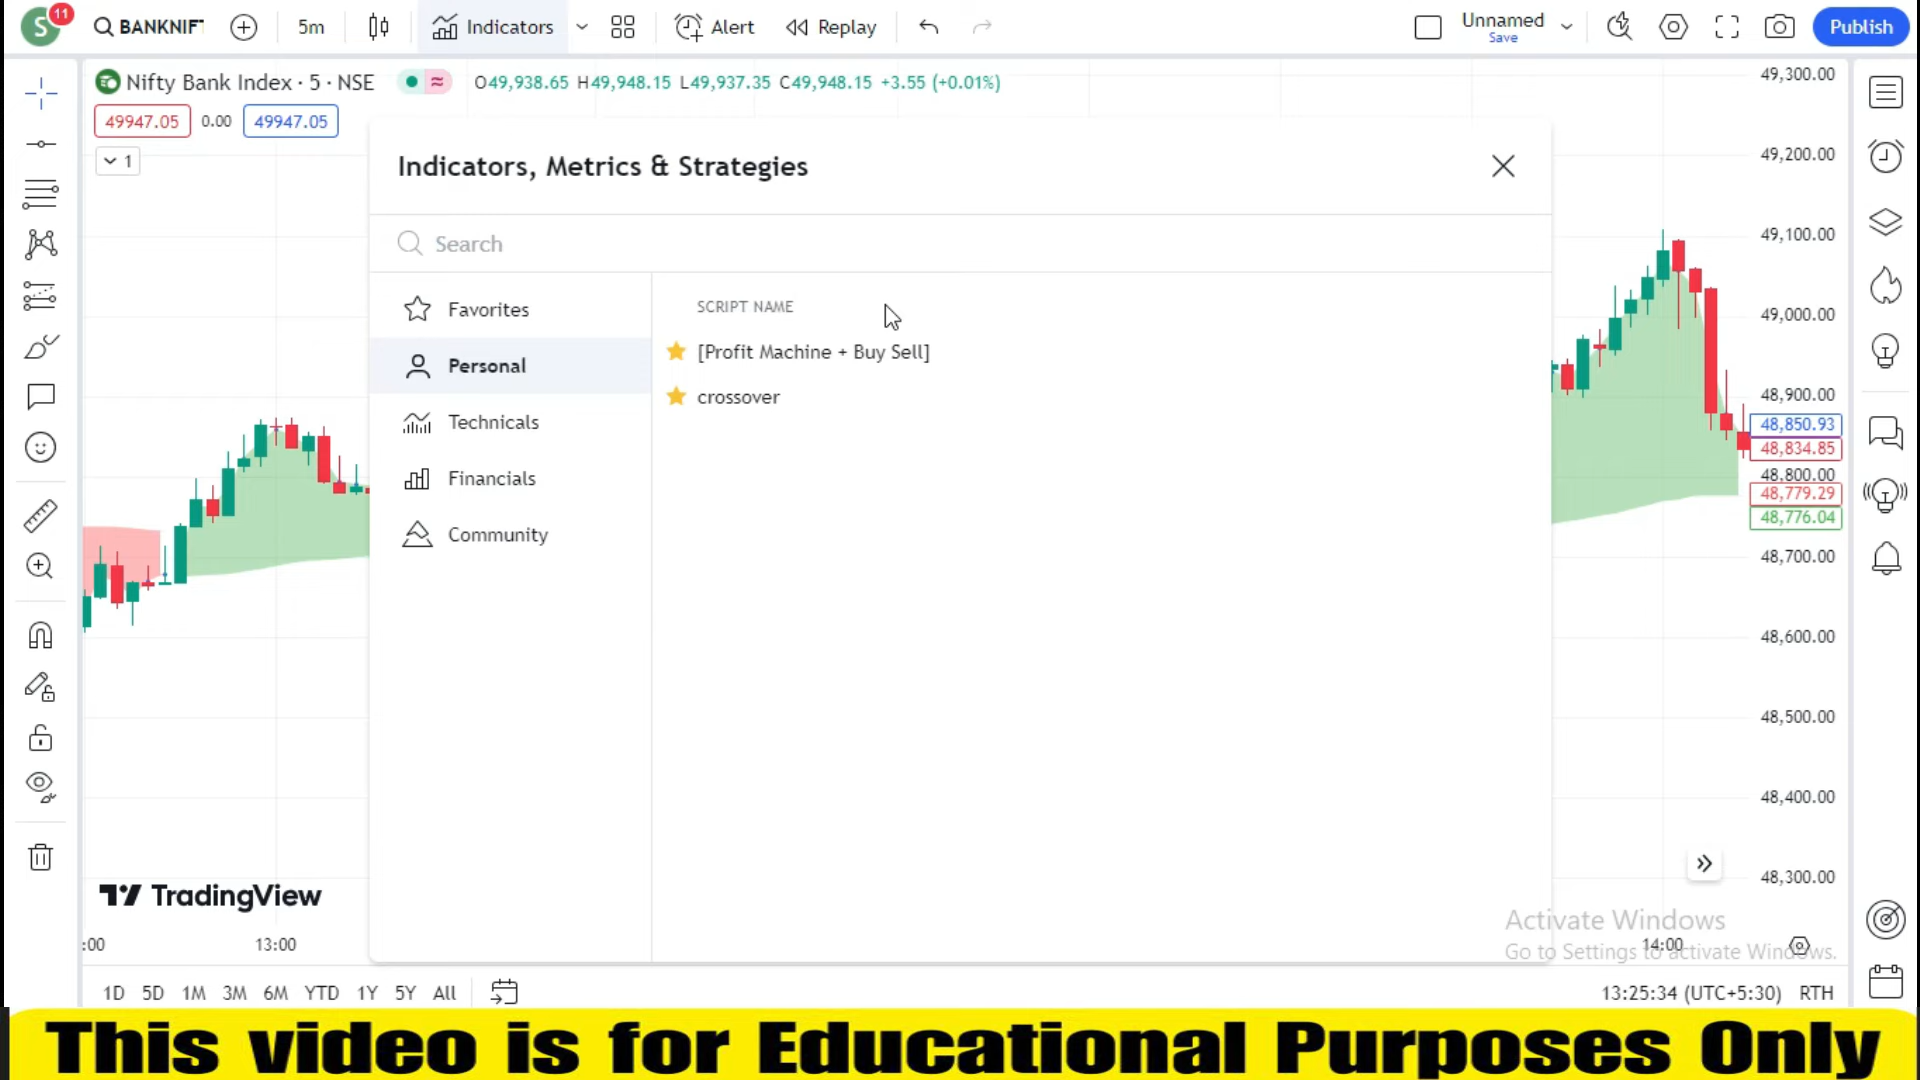 S 11 BANKNIFT 5m Indicators Alert Replay Unnamed Save Publish
Nifty Bank Index · 5 · NSE ≈ O49,938.65 H49,948.15 L49,937.35 C49,948.15 +3.55 (+0.01%)
49947.05 0.00 49947.05
1
Indicators, Metrics & Strategies
Search
Favorites
Personal
Technicals
Financials
Community
SCRIPT NAME
[Profit Machine + Buy Sell]
crossover
49,300.00
49,200.00
49,100.00
49,000.00
48,900.00
48,850.93
48,834.85
48,800.00
48,779.29
48,776.04
48,700.00
48,600.00
48,500.00
48,400.00
48,300.00
TradingView
Activate Windows
Go to Settings to activate Windows.
:00 13:00 14:00
1D 5D 1M 3M 6M YTD 1Y 5Y All 13:25:34 (UTC+5:30) RTH
This video is for Educational Purposes Only